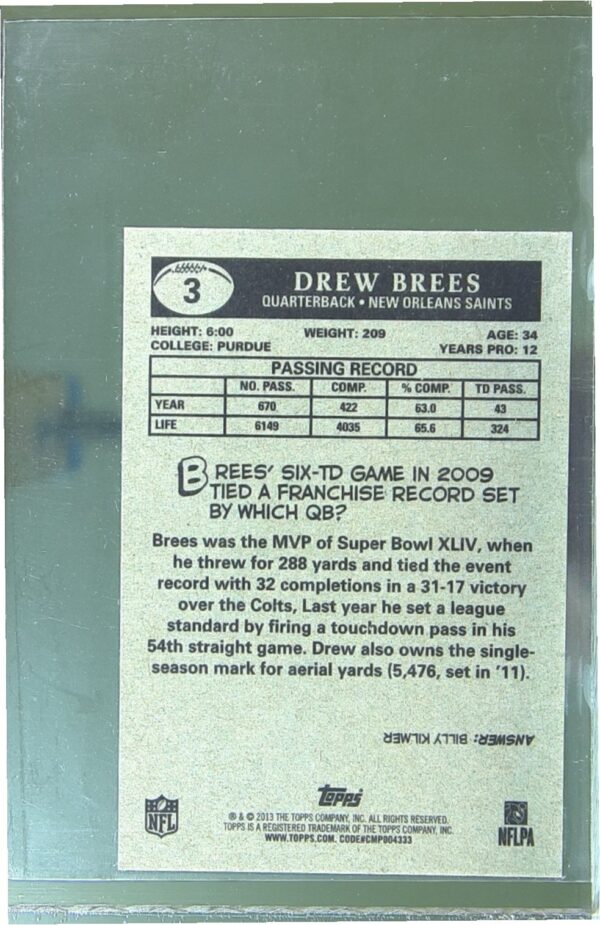 3
DREW BREES
QUARTERBACK • NEW ORLEANS SAINTS
HEIGHT: 6:00 WEIGHT: 209 AGE: 34
COLLEGE: PURDUE YEARS PRO: 12
PASSING RECORD
NO. PASS. COMP. % COMP. TD PASS.
YEAR 670 422 63.0 43
LIFE 6149 4035 65.6 324
BREES' SIX-TD GAME IN 2009
TIED A FRANCHISE RECORD SET
BY WHICH QB?
Brees was the MVP of Super Bowl XLIV, when
he threw for 288 yards and tied the event
record with 32 completions in a 31-17 victory
over the Colts, Last year he set a league
standard by firing a touchdown pass in his
54th straight game. Drew also owns the single-
season mark for aerial yards (5,476, set in '11).
ANSWER: BILLY KILMER
Topps
NFL
® & © 2013 THE TOPPS COMPANY, INC. ALL RIGHTS RESERVED.
TOPPS IS A REGISTERED TRADEMARK OF THE TOPPS COMPANY, INC.
WWW.TOPPS.COM. CODE#CMP004333
NFLPA